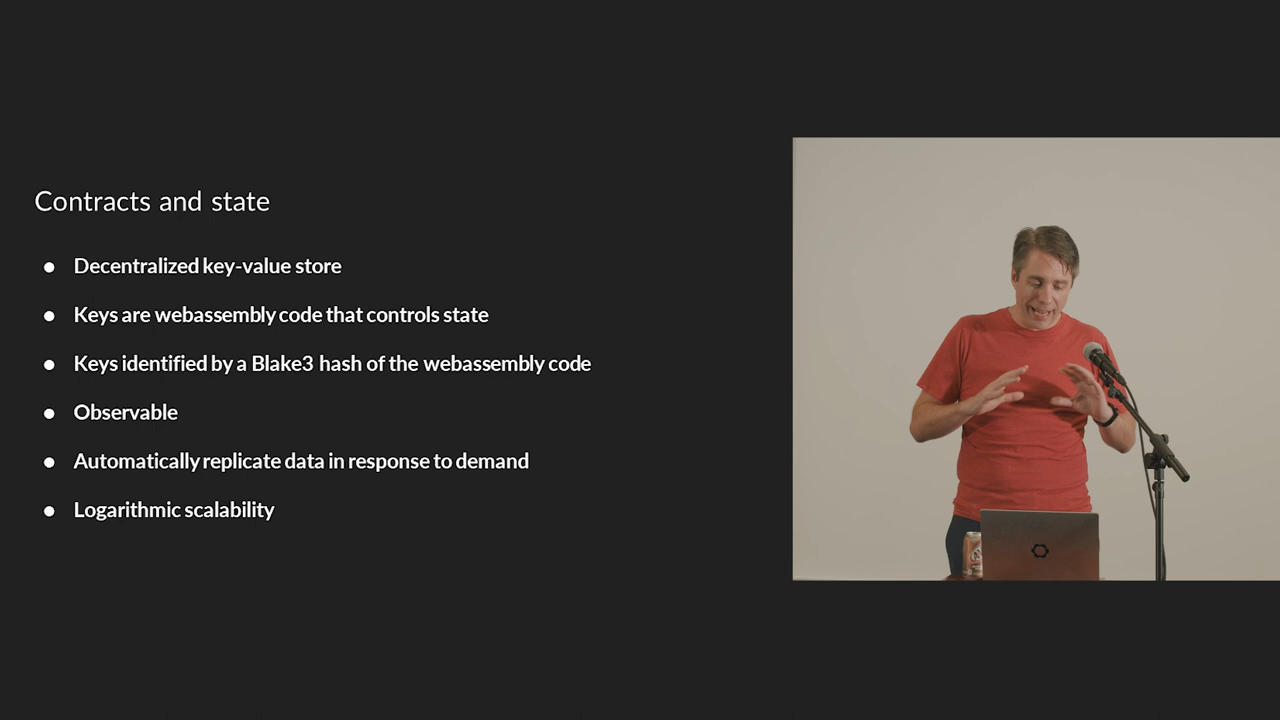 Contracts and state
● Decentralized key-value store
● Keys are webassembly code that controls state
● Keys identified by a Blake3 hash of the webassembly code
● Observable
● Automatically replicate data in response to demand
● Logarithmic scalability